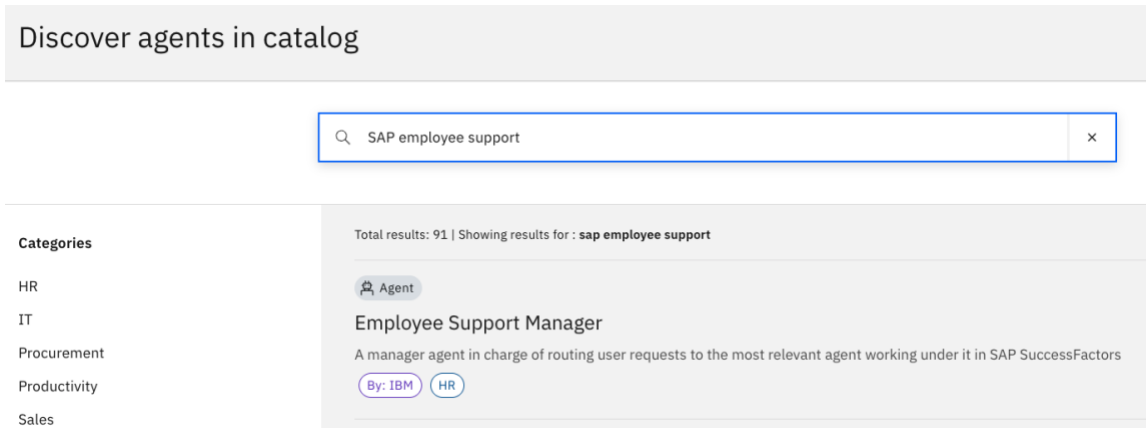 Discover agents in catalog
SAP employee support
Categories
HR
IT
Procurement
Productivity
Sales
Total results: 91 | Showing results for : sap employee support
Agent
Employee Support Manager
A manager agent in charge of routing user requests to the most relevant agent working under it in SAP SuccessFactors
By: IBM HR